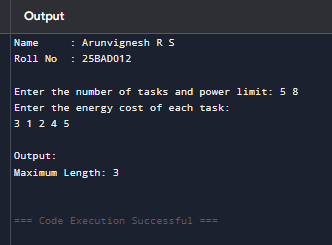 Output
Name     : Arunvignesh R S
Roll No  : 25BAD012
Enter the number of tasks and power limit: 5 8
Enter the energy cost of each task:
3 1 2 4 5
Output:
Maximum Length: 3
=== Code Execution Successful ===